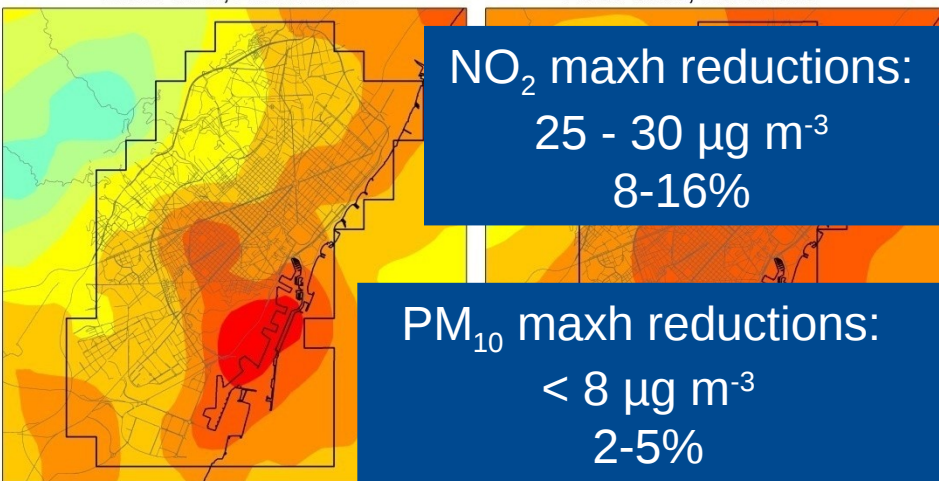 NO₂ maxh reductions:
25 - 30 µg m⁻³
8-16%
PM₁₀ maxh reductions:
< 8 µg m⁻³
2-5%